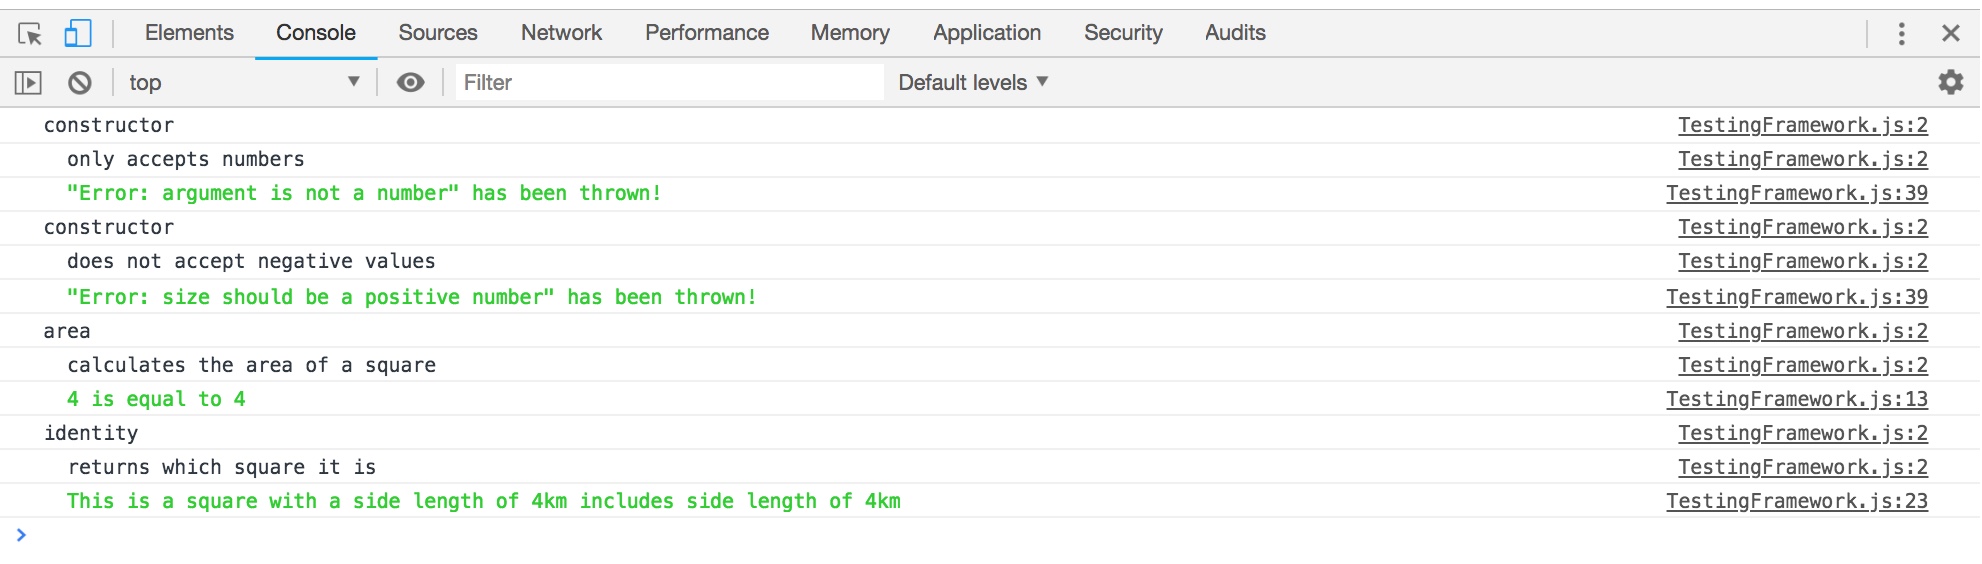 Elements Console Sources Network Performance Memory Application Security Audits
top Filter Default levels
constructor TestingFramework.js:2
only accepts numbers TestingFramework.js:2
"Error: argument is not a number" has been thrown! TestingFramework.js:39
constructor TestingFramework.js:2
does not accept negative values TestingFramework.js:2
"Error: size should be a positive number" has been thrown! TestingFramework.js:39
area TestingFramework.js:2
calculates the area of a square TestingFramework.js:2
4 is equal to 4 TestingFramework.js:13
identity TestingFramework.js:2
returns which square it is TestingFramework.js:2
This is a square with a side length of 4km includes side length of 4km TestingFramework.js:23